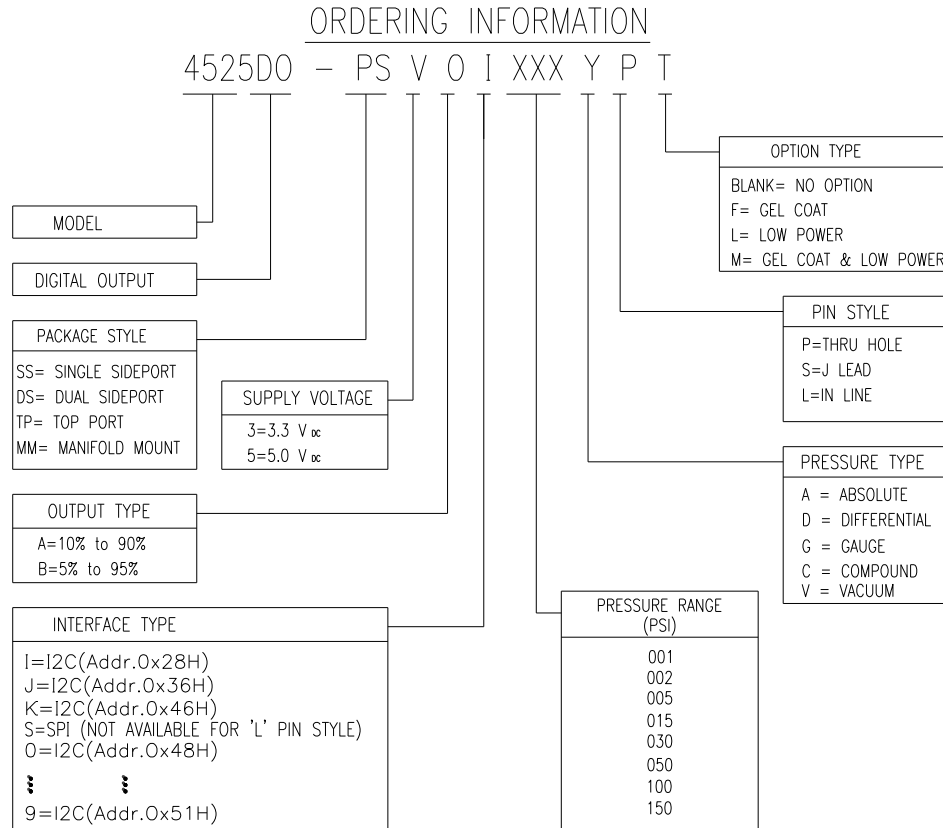 ORDERING INFORMATION
4525DO - PS V O I XXX Y P T
OPTION TYPE
BLANK= NO OPTION
F= GEL COAT
L= LOW POWER
M= GEL COAT & LOW POWER
MODEL
DIGITAL OUTPUT
PIN STYLE
P=THRU HOLE
S=J LEAD
L=IN LINE
PACKAGE STYLE
SS= SINGLE SIDEPORT
DS= DUAL SIDEPORT
TP= TOP PORT
MM= MANIFOLD MOUNT
SUPPLY VOLTAGE
3=3.3 V DC
5=5.0 V DC
PRESSURE TYPE
A = ABSOLUTE
D = DIFFERENTIAL
G = GAUGE
C = COMPOUND
V = VACUUM
OUTPUT TYPE
A=10% to 90%
B=5% to 95%
INTERFACE TYPE
I=I2C(Addr.0x28H)
J=I2C(Addr.0x36H)
K=I2C(Addr.0x46H)
S=SPI (NOT AVAILABLE FOR 'L' PIN STYLE)
0=I2C(Addr.0x48H)
9=I2C(Addr.0x51H)
PRESSURE RANGE
(PSI)
001
002
005
015
030
050
100
150